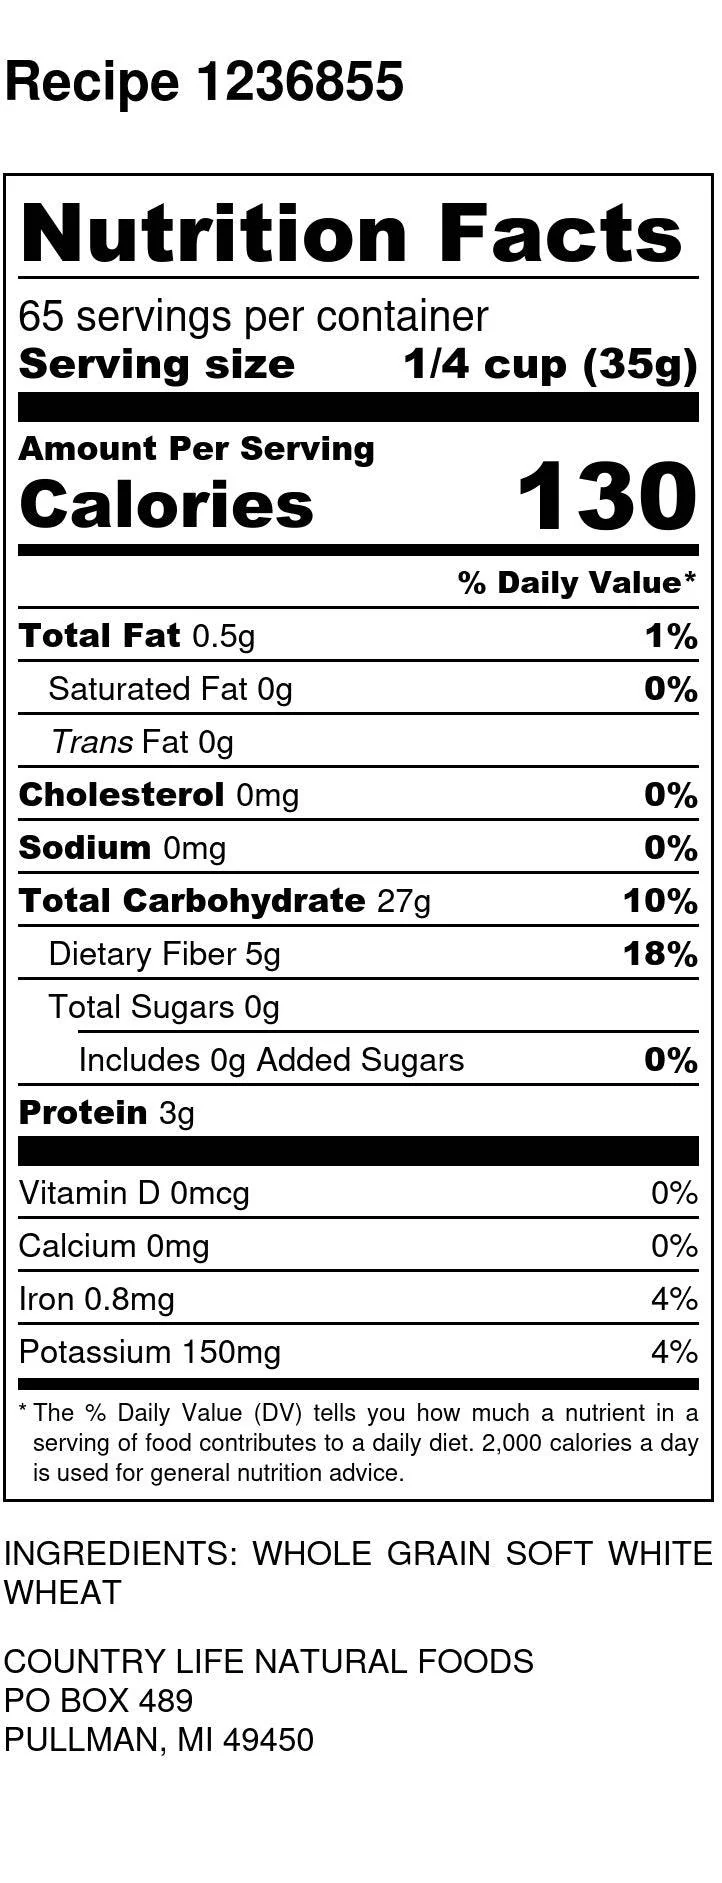 Recipe 1236855
Nutrition Facts
65 servings per container
Serving size 1/4 cup (35g)
Amount Per Serving
Calories 130
% Daily Value*
Total Fat 0.5g 1%
Saturated Fat 0g 0%
Trans Fat 0g
Cholesterol 0mg 0%
Sodium 0mg 0%
Total Carbohydrate 27g 10%
Dietary Fiber 5g 18%
Total Sugars 0g
Includes 0g Added Sugars 0%
Protein 3g
Vitamin D 0mcg 0%
Calcium 0mg 0%
Iron 0.8mg 4%
Potassium 150mg 4%
* The % Daily Value (DV) tells you how much a nutrient in a
serving of food contributes to a daily diet. 2,000 calories a day
is used for general nutrition advice.
INGREDIENTS: WHOLE GRAIN SOFT WHITE
WHEAT
COUNTRY LIFE NATURAL FOODS
PO BOX 489
PULLMAN, MI 49450